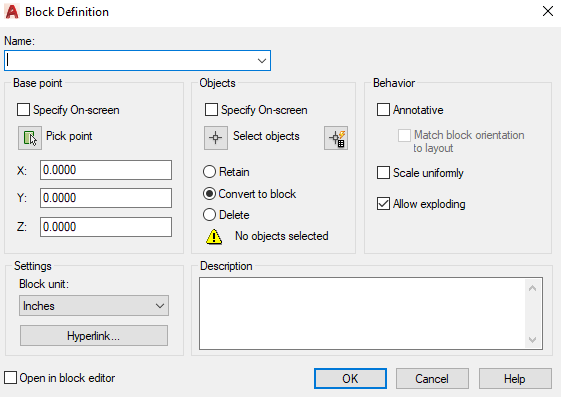 Block Definition
Name:
Base point
Specify On-screen
Pick point
X: 0.0000
Y: 0.0000
Z: 0.0000
Objects
Specify On-screen
Select objects
Retain
Convert to block
Delete
No objects selected
Behavior
Annotative
Match block orientation
to layout
Scale uniformly
Allow exploding
Settings
Block unit:
Inches
Hyperlink...
Description
Open in block editor
OK
Cancel
Help